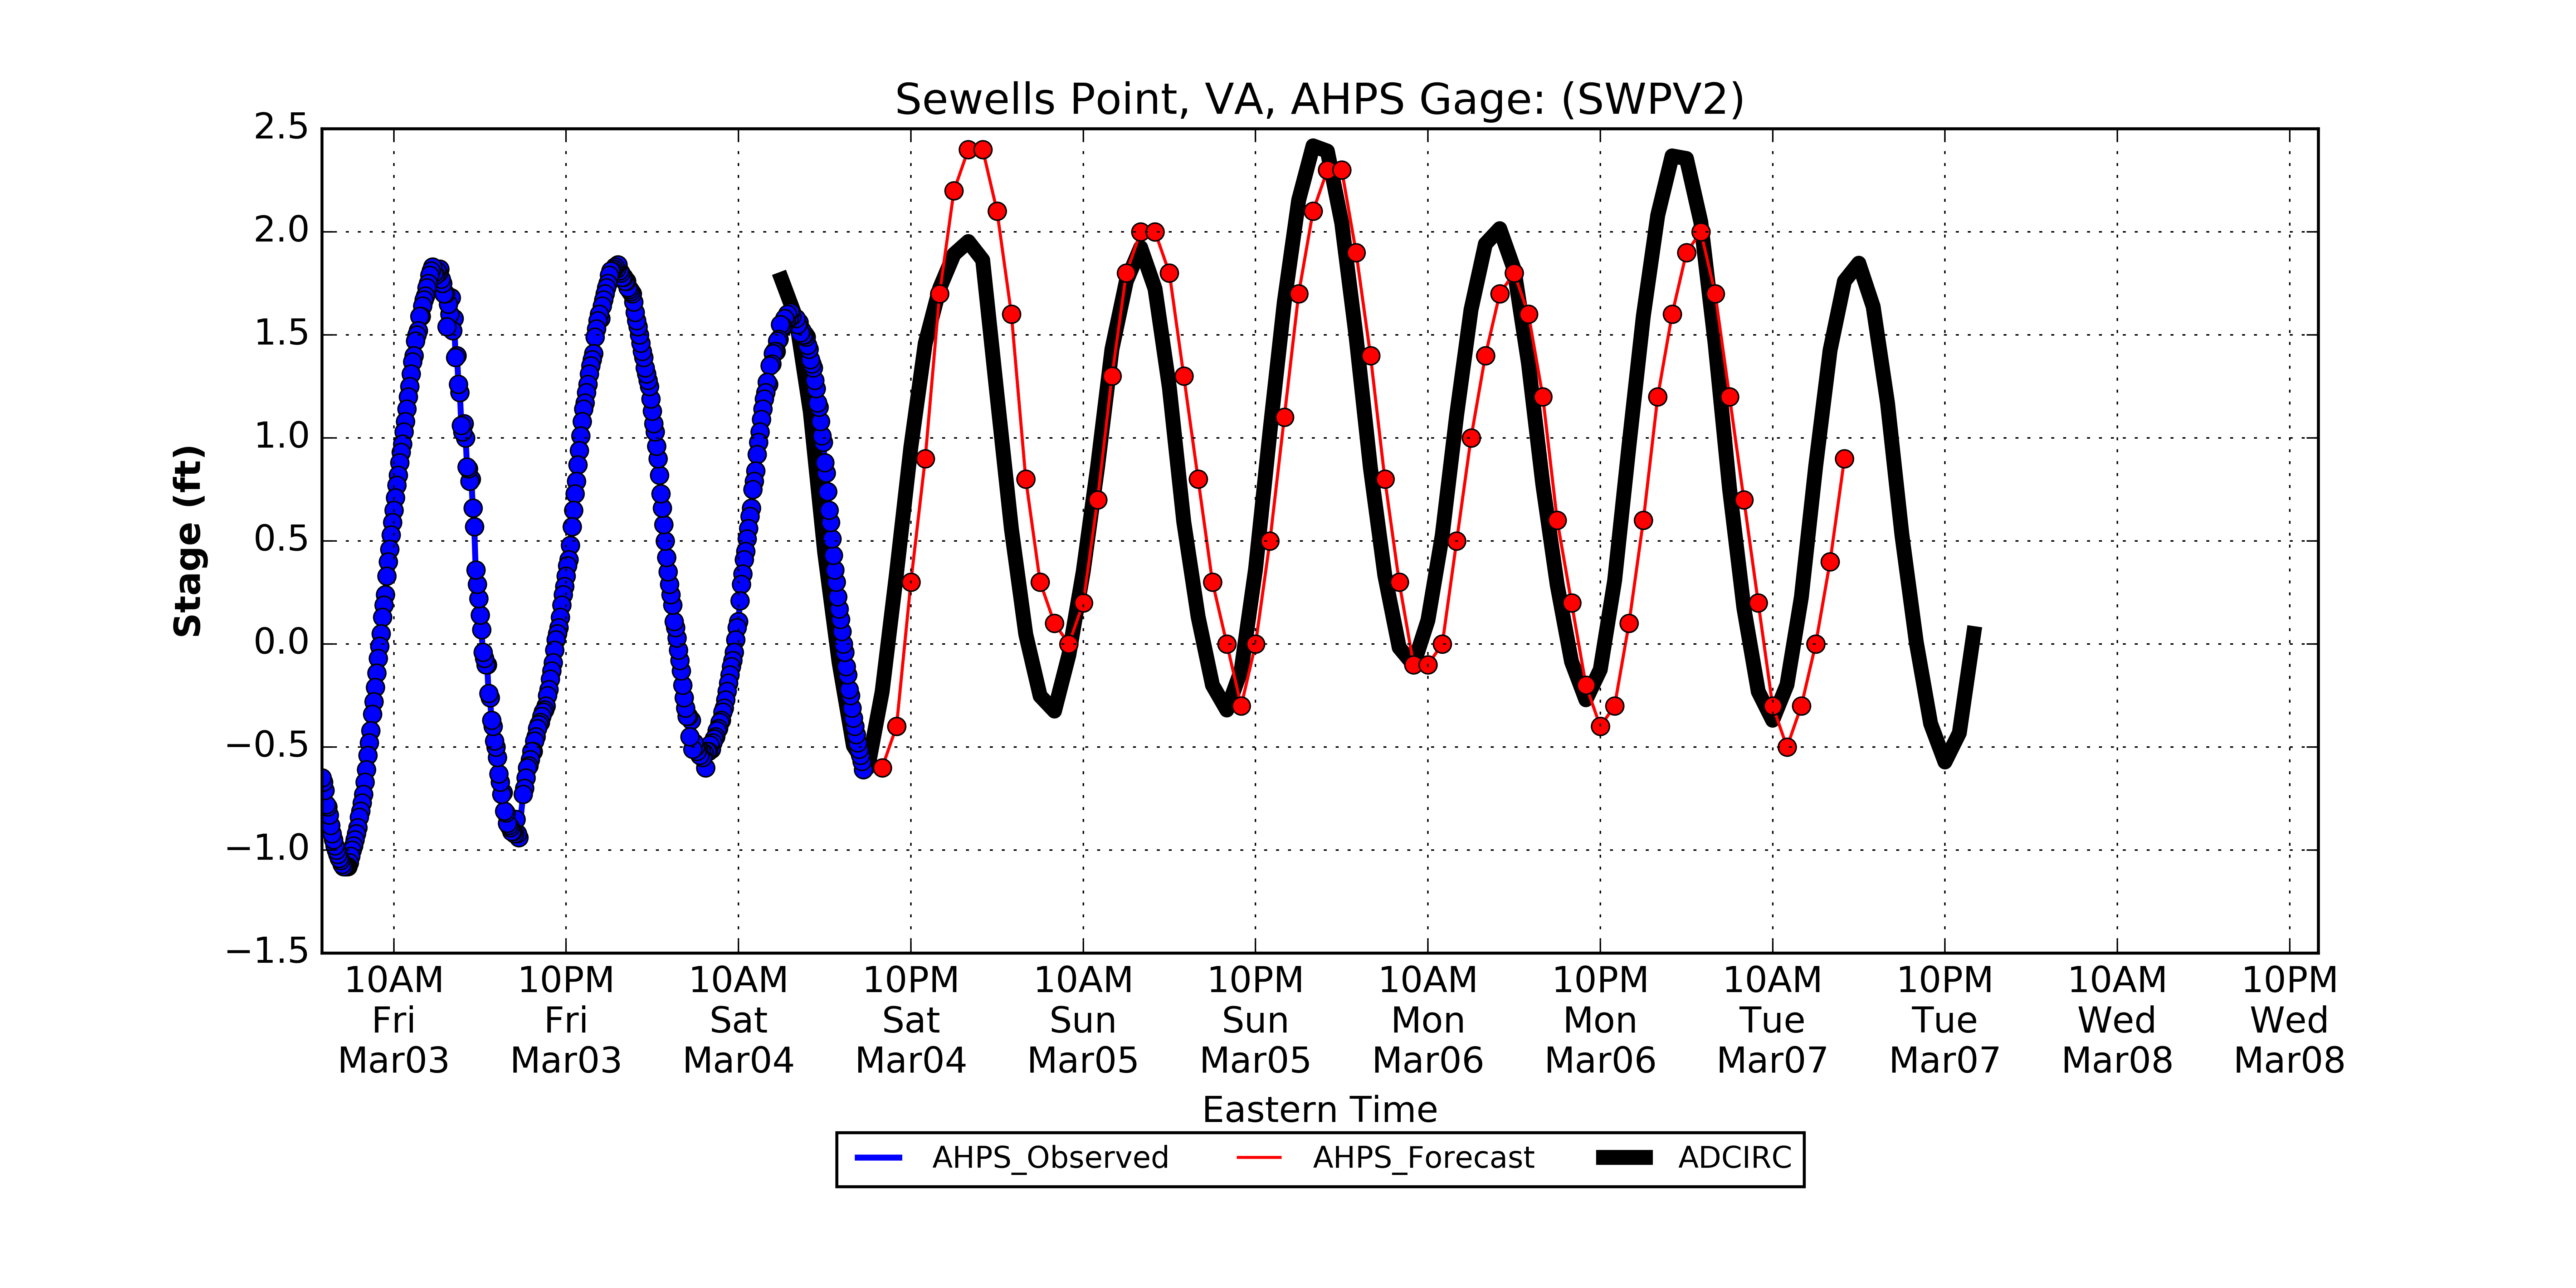 Sewells Point, VA, AHPS Gage: (SWPV2)
2.5
2.0
1.5
1.0
0.5
0.0
−0.5
−1.0
−1.5
Stage (ft)
10AM 10PM 10AM 10PM 10AM 10PM 10AM 10PM 10AM 10PM 10AM 10PM
Fri Fri Sat Sat Sun Sun Mon Mon Tue Tue Wed Wed
Mar03 Mar03 Mar04 Mar04 Mar05 Mar05 Mar06 Mar06 Mar07 Mar07 Mar08 Mar08
Eastern Time
AHPS_Observed AHPS_Forecast ADCIRC